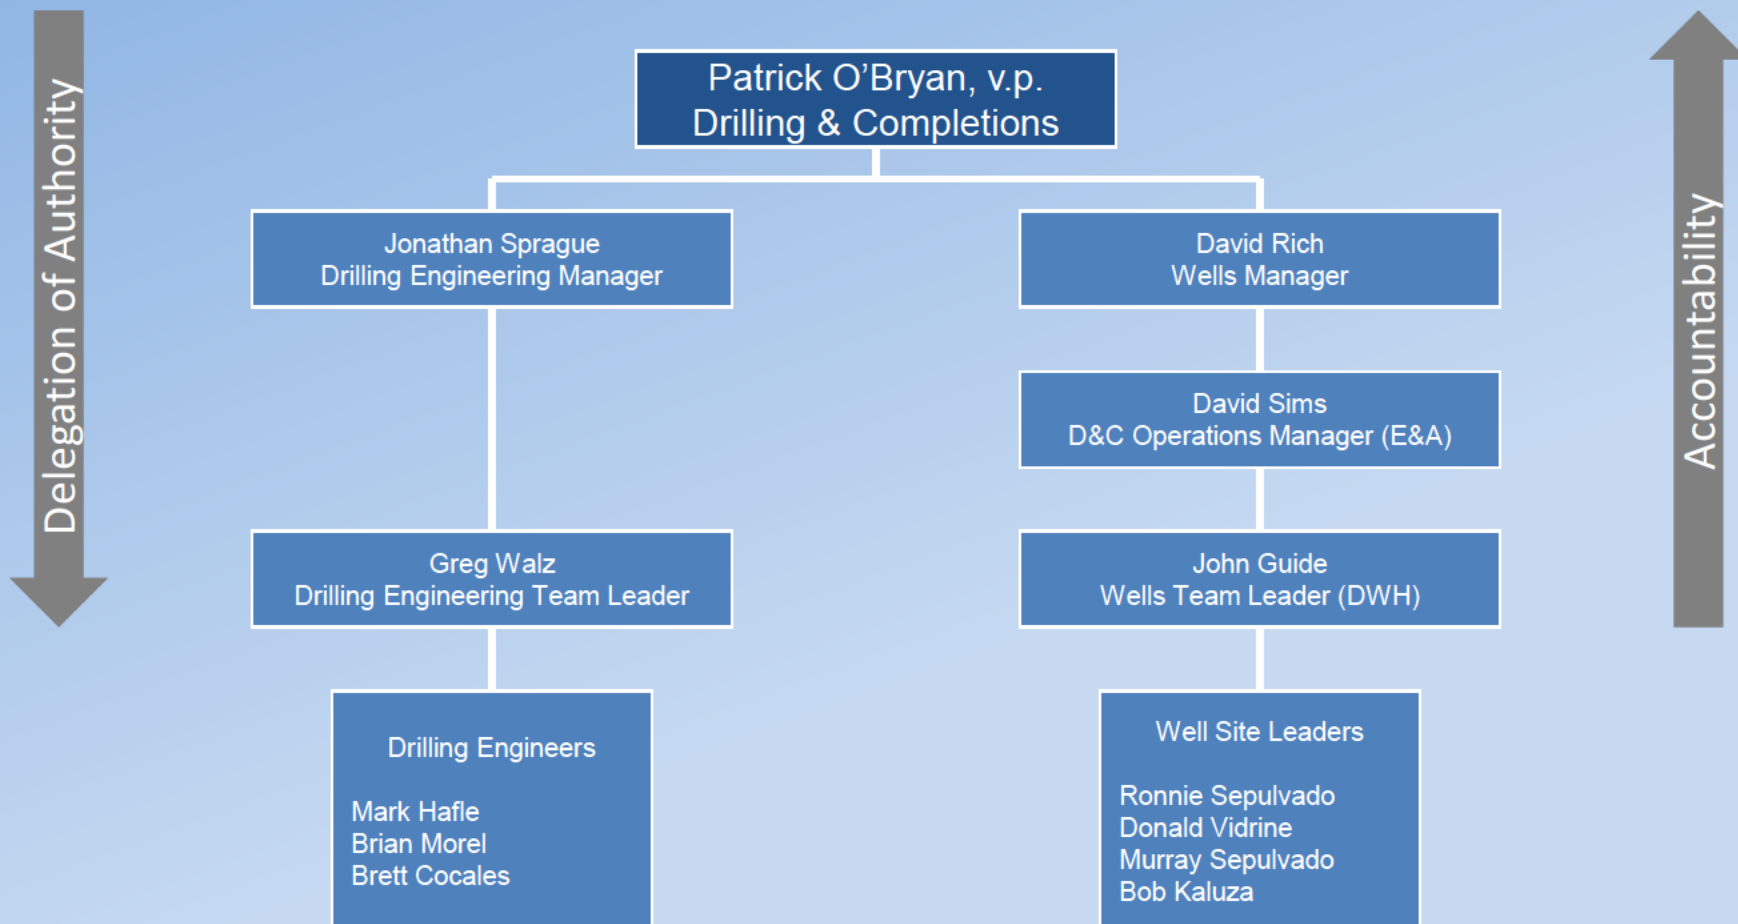 Delegation of Authority
Patrick O’Bryan, v.p.
Drilling & Completions
Accountability
Jonathan Sprague
Drilling Engineering Manager
David Rich
Wells Manager
David Sims
D&C Operations Manager (E&A)
Greg Walz
Drilling Engineering Team Leader
John Guide
Wells Team Leader (DWH)
Drilling Engineers
Mark Hafle
Brian Morel
Brett Cocales
Well Site Leaders
Ronnie Sepulvado
Donald Vidrine
Murray Sepulvado
Bob Kaluza